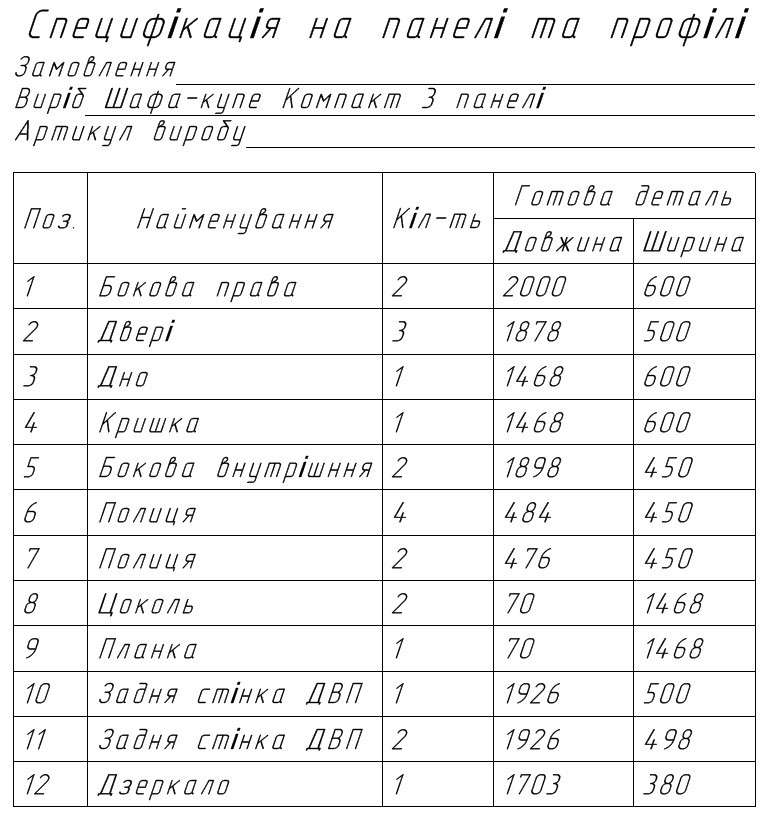 Специфікація на панелі та профілі
Замовлення
Виріб Шафа-купе Компакт 3 панелі
Артикул виробу
Поз. Найменування Кіл-ть Готова деталь
Довжина Ширина
1 Бокова права 2 2000 600
2 Двері 3 1878 500
3 Дно 1 1468 600
4 Кришка 1 1468 600
5 Бокова внутрішння 2 1898 450
6 Полиця 4 484 450
7 Полиця 2 476 450
8 Цоколь 2 70 1468
9 Планка 1 70 1468
10 Задня стінка ДВП 1 1926 500
11 Задня стінка ДВП 2 1926 498
12 Дзеркало 1 1703 380